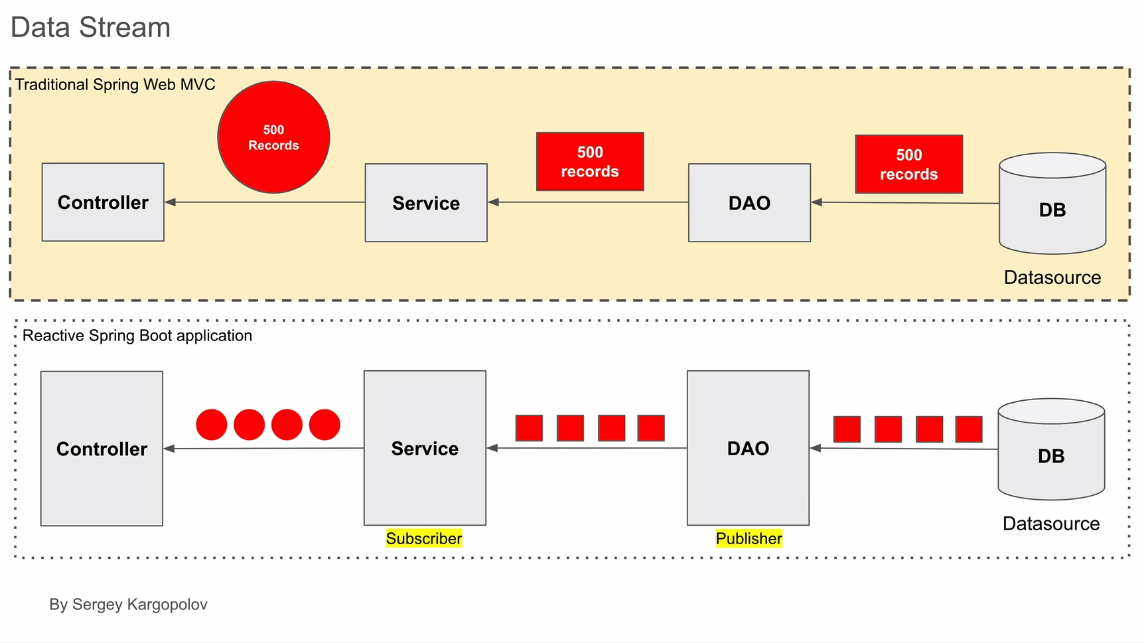 Data Stream
Traditional Spring Web MVC
500
Records
500
records
500
records
Controller
Service
DAO
DB
Datasource
Reactive Spring Boot application
Controller
Service
DAO
DB
Subscriber
Publisher
Datasource
By Sergey Kargopolov